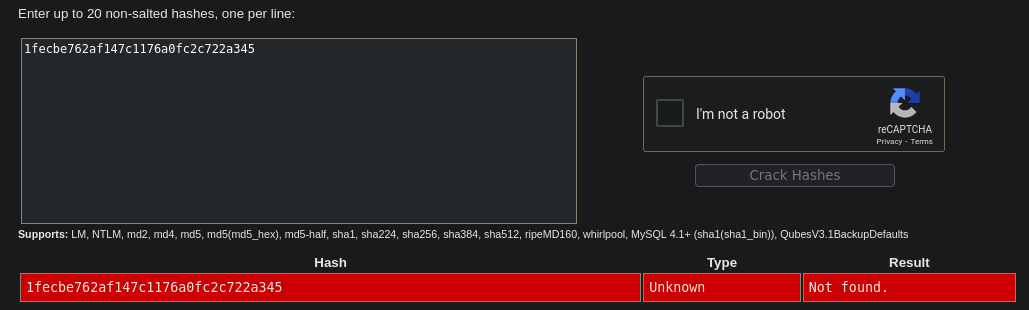 Enter up to 20 non-salted hashes, one per line:
1fecbe762af147c1176a0fc2c722a345
I'm not a robot
reCAPTCHA
Privacy - Terms
Crack Hashes
Supports: LM, NTLM, md2, md4, md5, md5(md5_hex), md5-half, sha1, sha224, sha256, sha384, sha512, ripeMD160, whirlpool, MySQL 4.1+ (sha1(sha1_bin)), QubesV3.1BackupDefaults
Hash Type Result
1fecbe762af147c1176a0fc2c722a345 Unknown Not found.